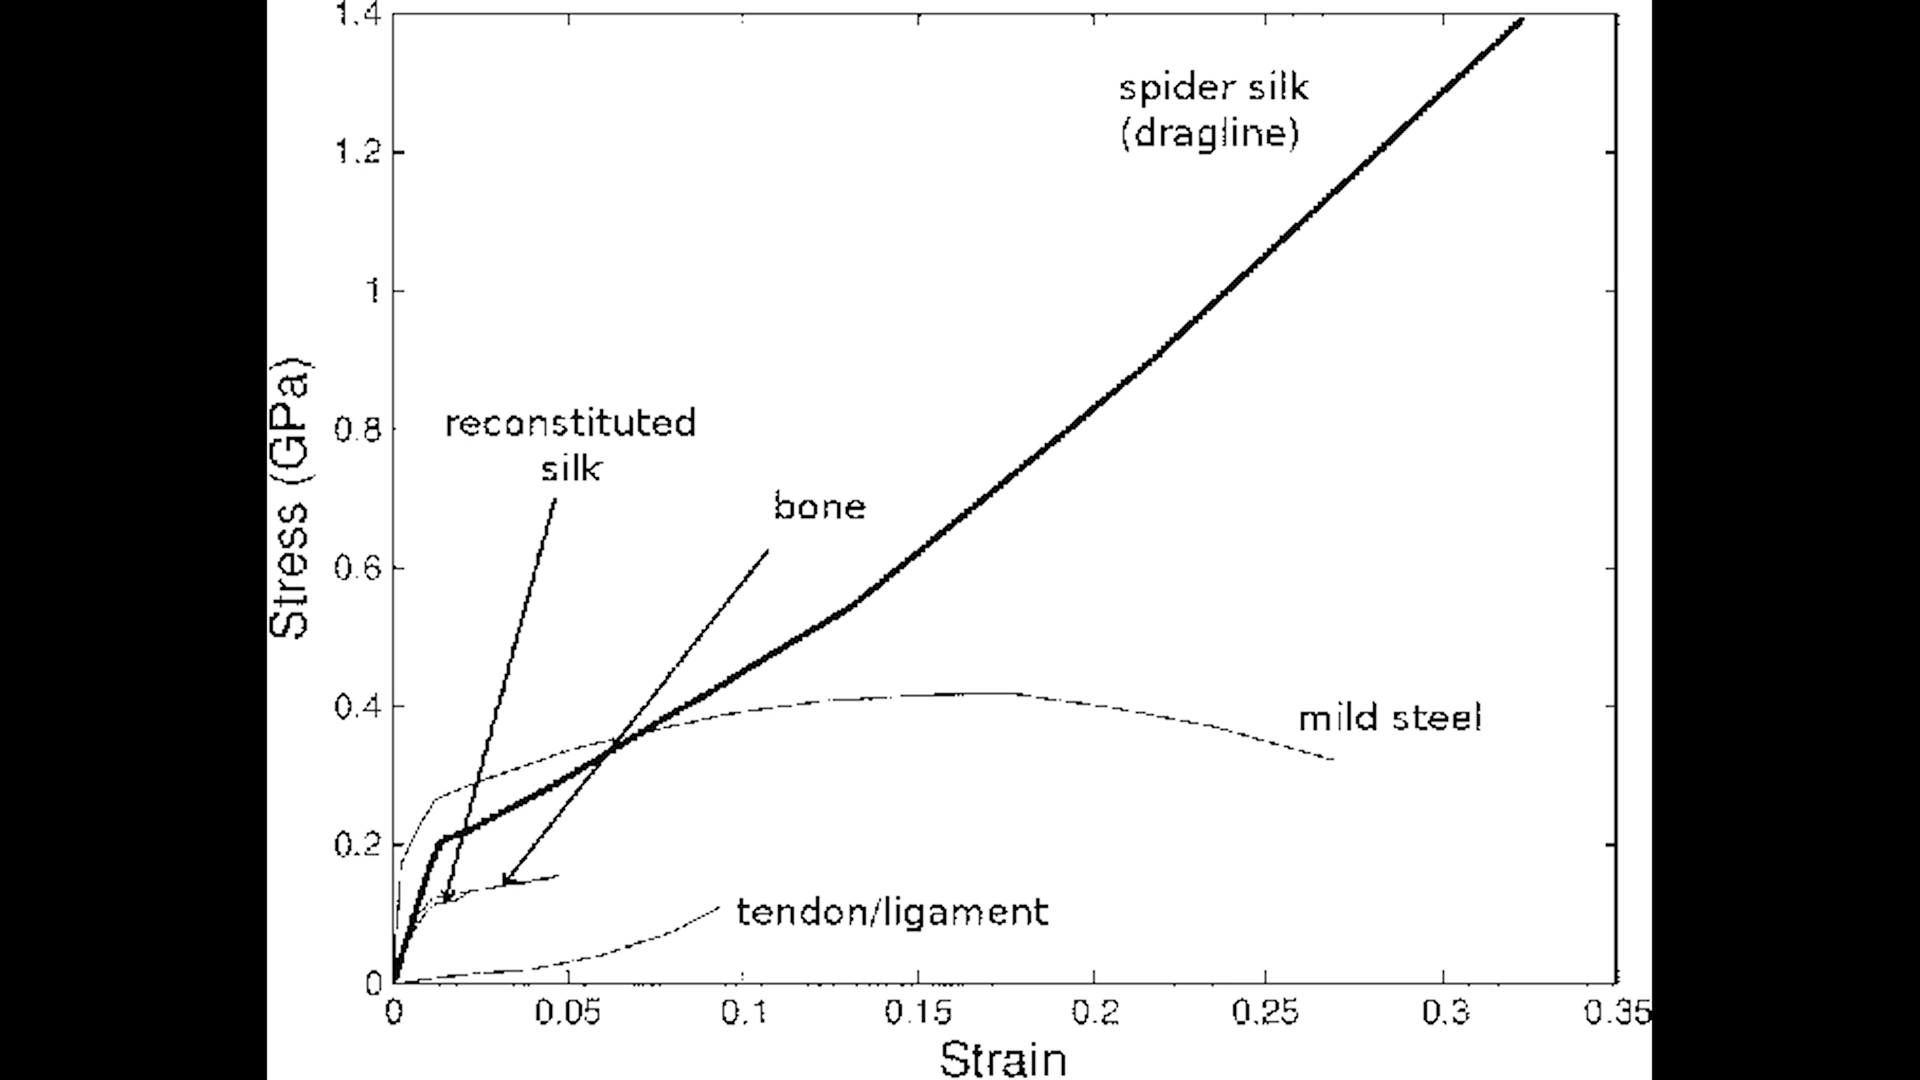 1.4
spider silk
(dragline)
1.2
1
Stress (GPa)
0.8
reconstituted
silk
bone
0.6
0.4
mild steel
0.2
tendon/ligament
0
0
0.05
0.1
0.15
0.2
0.25
0.3
0.35
Strain